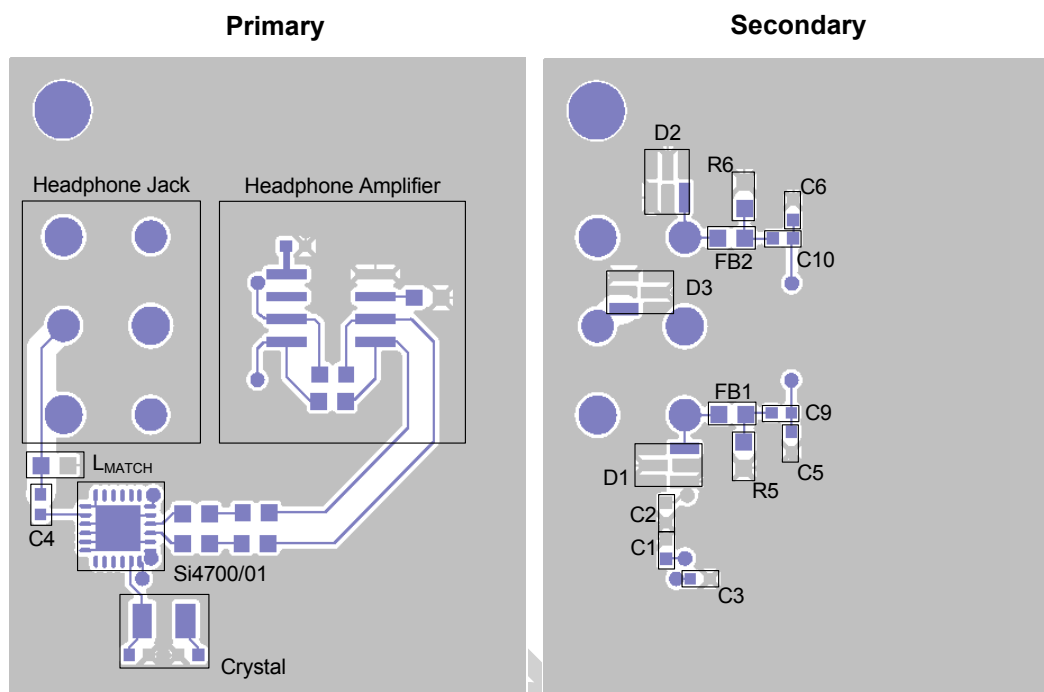 Primary
Secondary
Headphone Jack
Headphone Amplifier
L_MATCH
C4
Si4700/01
Crystal
D2
R6
C6
FB2
C10
D3
FB1
C9
D1
R5
C5
C2
C1
C3